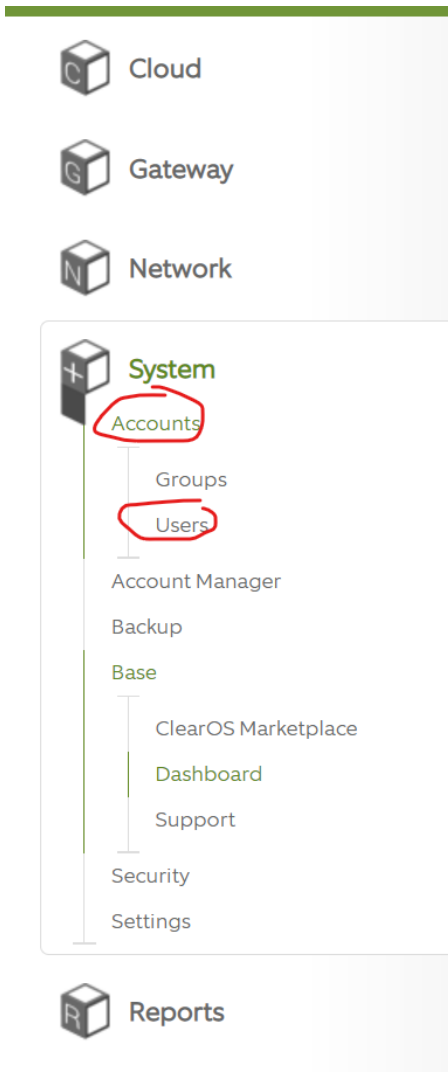 C Cloud
G Gateway
N Network
+ System
Accounts
Groups
Users
Account Manager
Backup
Base
ClearOS Marketplace
Dashboard
Support
Security
Settings
R Reports